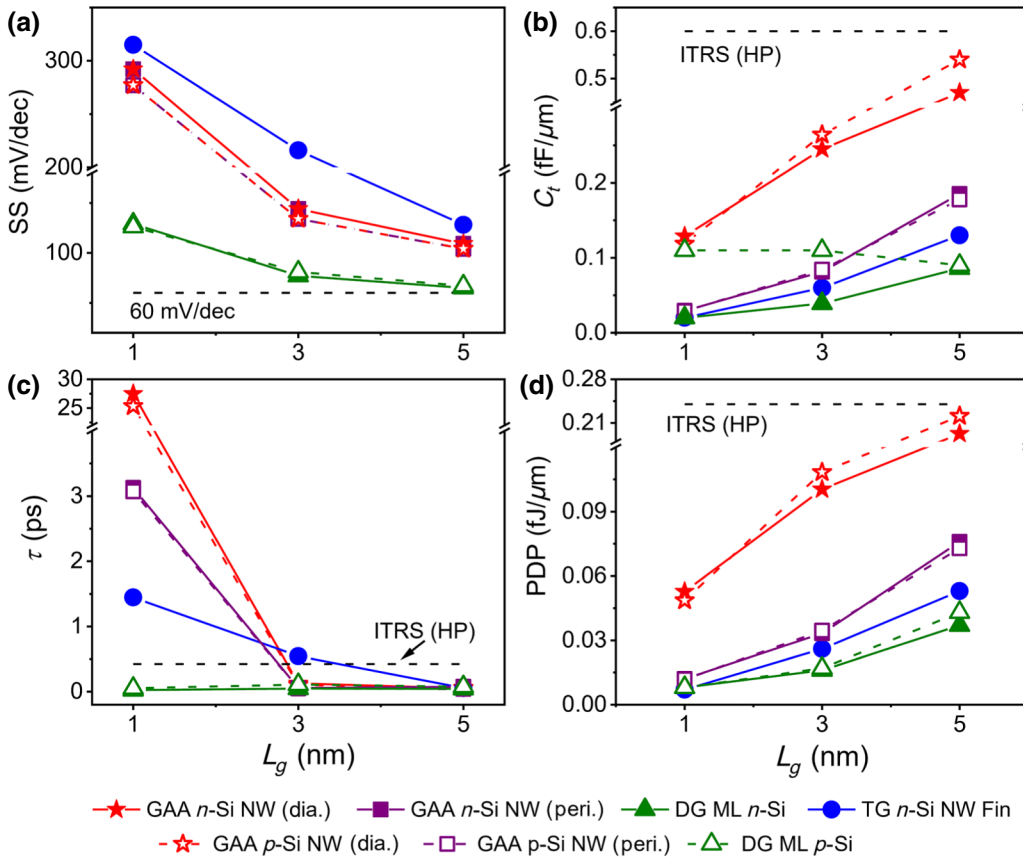 (a)
SS (mV/dec)
300
200
100
60 mV/dec
1
3
5
(b)
C_t (fF/μm)
0.6
0.5
0.2
0.1
0.0
ITRS (HP)
1
3
5
(c)
τ (ps)
30
25
3
2
1
0
ITRS (HP)
1
3
5
L_g (nm)
(d)
PDP (fJ/μm)
0.28
0.21
0.09
0.06
0.03
0.00
ITRS (HP)
1
3
5
L_g (nm)
GAA n-Si NW (dia.) GAA n-Si NW (peri.) DG ML n-Si TG n-Si NW Fin
GAA p-Si NW (dia.) GAA p-Si NW (peri.) DG ML p-Si